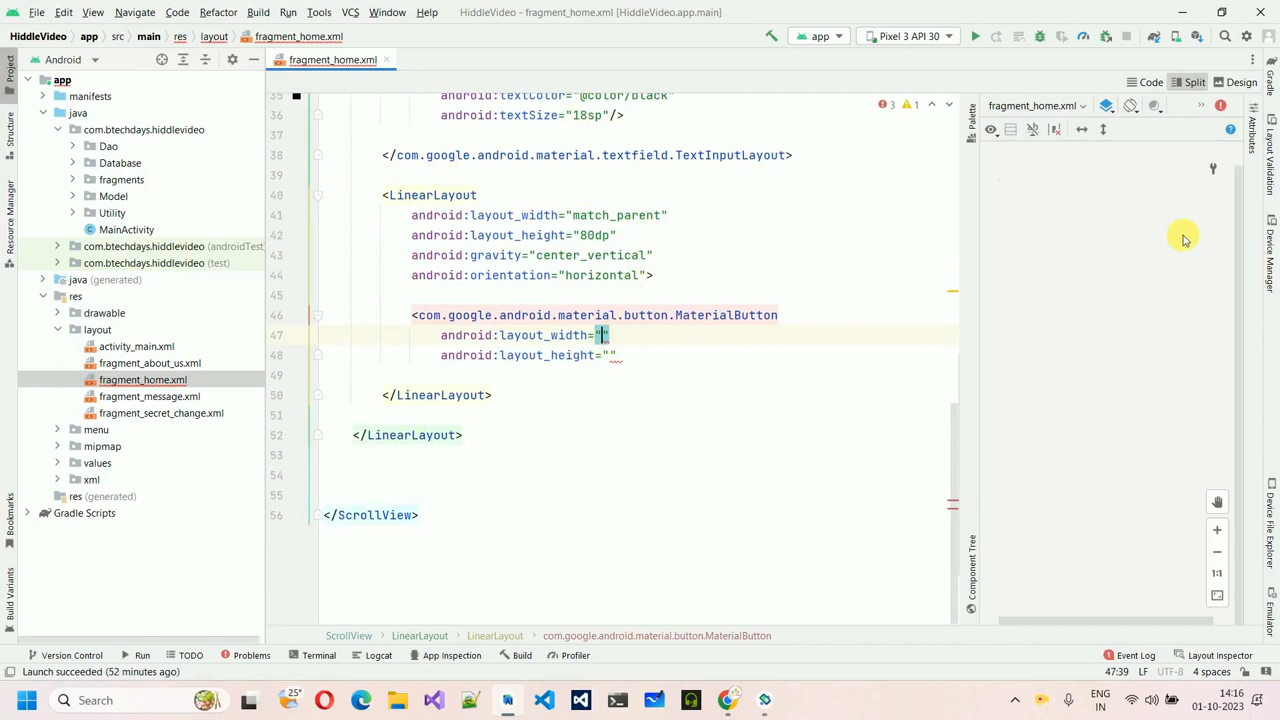 File Edit View Navigate Code Refactor Build Run Tools VCS Window Help HiddleVideo - fragment_home.xml [HiddleVideo.app.main]
HiddleVideo app src main res layout fragment_home.xml app Pixel 3 API 30
Project
Structure
Resource Manager
Bookmarks
Build Variants
Android
app
manifests
java
com.btechdays.hiddlevideo
Dao
Database
fragments
Model
Utility
MainActivity
com.btechdays.hiddlevideo (androidTest
com.btechdays.hiddlevideo (test)
java (generated)
res
drawable
layout
activity_main.xml
fragment_about_us.xml
fragment_home.xml
fragment_message.xml
fragment_secret_change.xml
menu
mipmap
values
xml
res (generated)
Gradle Scripts
fragment_home.xml
Code Split Design
3 1
35 android:textColor="@color/black"
36 android:textSize="18sp"/>
37
38 </com.google.android.material.textfield.TextInputLayout>
39
40 <LinearLayout
41 android:layout_width="match_parent"
42 android:layout_height="80dp"
43 android:gravity="center_vertical"
44 android:orientation="horizontal">
45
46 <com.google.android.material.button.MaterialButton
47 android:layout_width=""
48 android:layout_height=""
49
50 </LinearLayout>
51
52 </LinearLayout>
53
54
55
56 </ScrollView>
ScrollView LinearLayout LinearLayout com.google.android.material.button.MaterialButton
fragment_home.xml
Palette
Component Tree
1:1
Attributes
Gradle
Layout Validation
Device Manager
Device File Explorer
Emulator
Version Control Run TODO Problems Terminal Logcat App Inspection Build Profiler Event Log Layout Inspector
Launch succeeded (52 minutes ago) 47:39 LF UTF-8 4 spaces
25° Search ENG 14:16
IN 01-10-2023